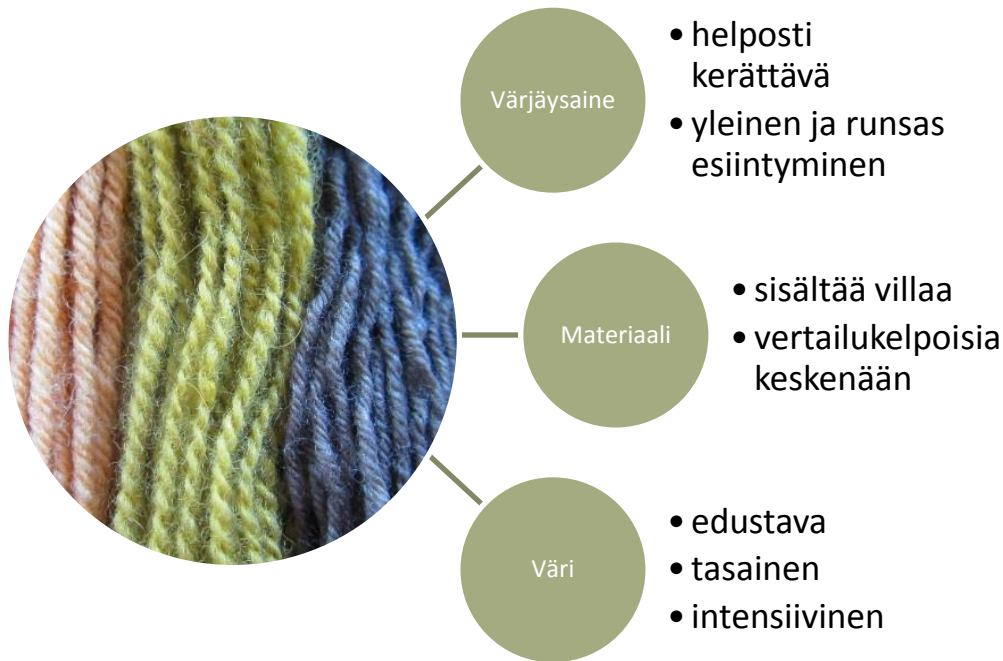 Värjäysaine
• helposti
kerättävä
• yleinen ja runsas
esiintyminen
Materiaali
• sisältää villaa
• vertailukelpoisia
keskenään
Väri
• edustava
• tasainen
• intensiivinen